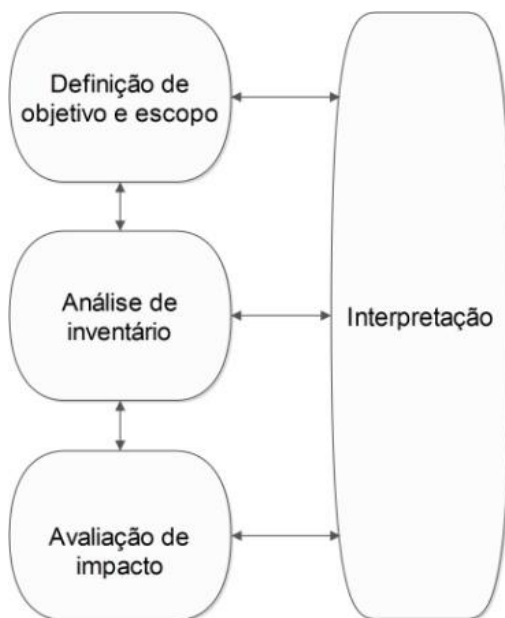 Definição de
objetivo e escopo
Análise de
inventário
Interpretação
Avaliação de
impacto